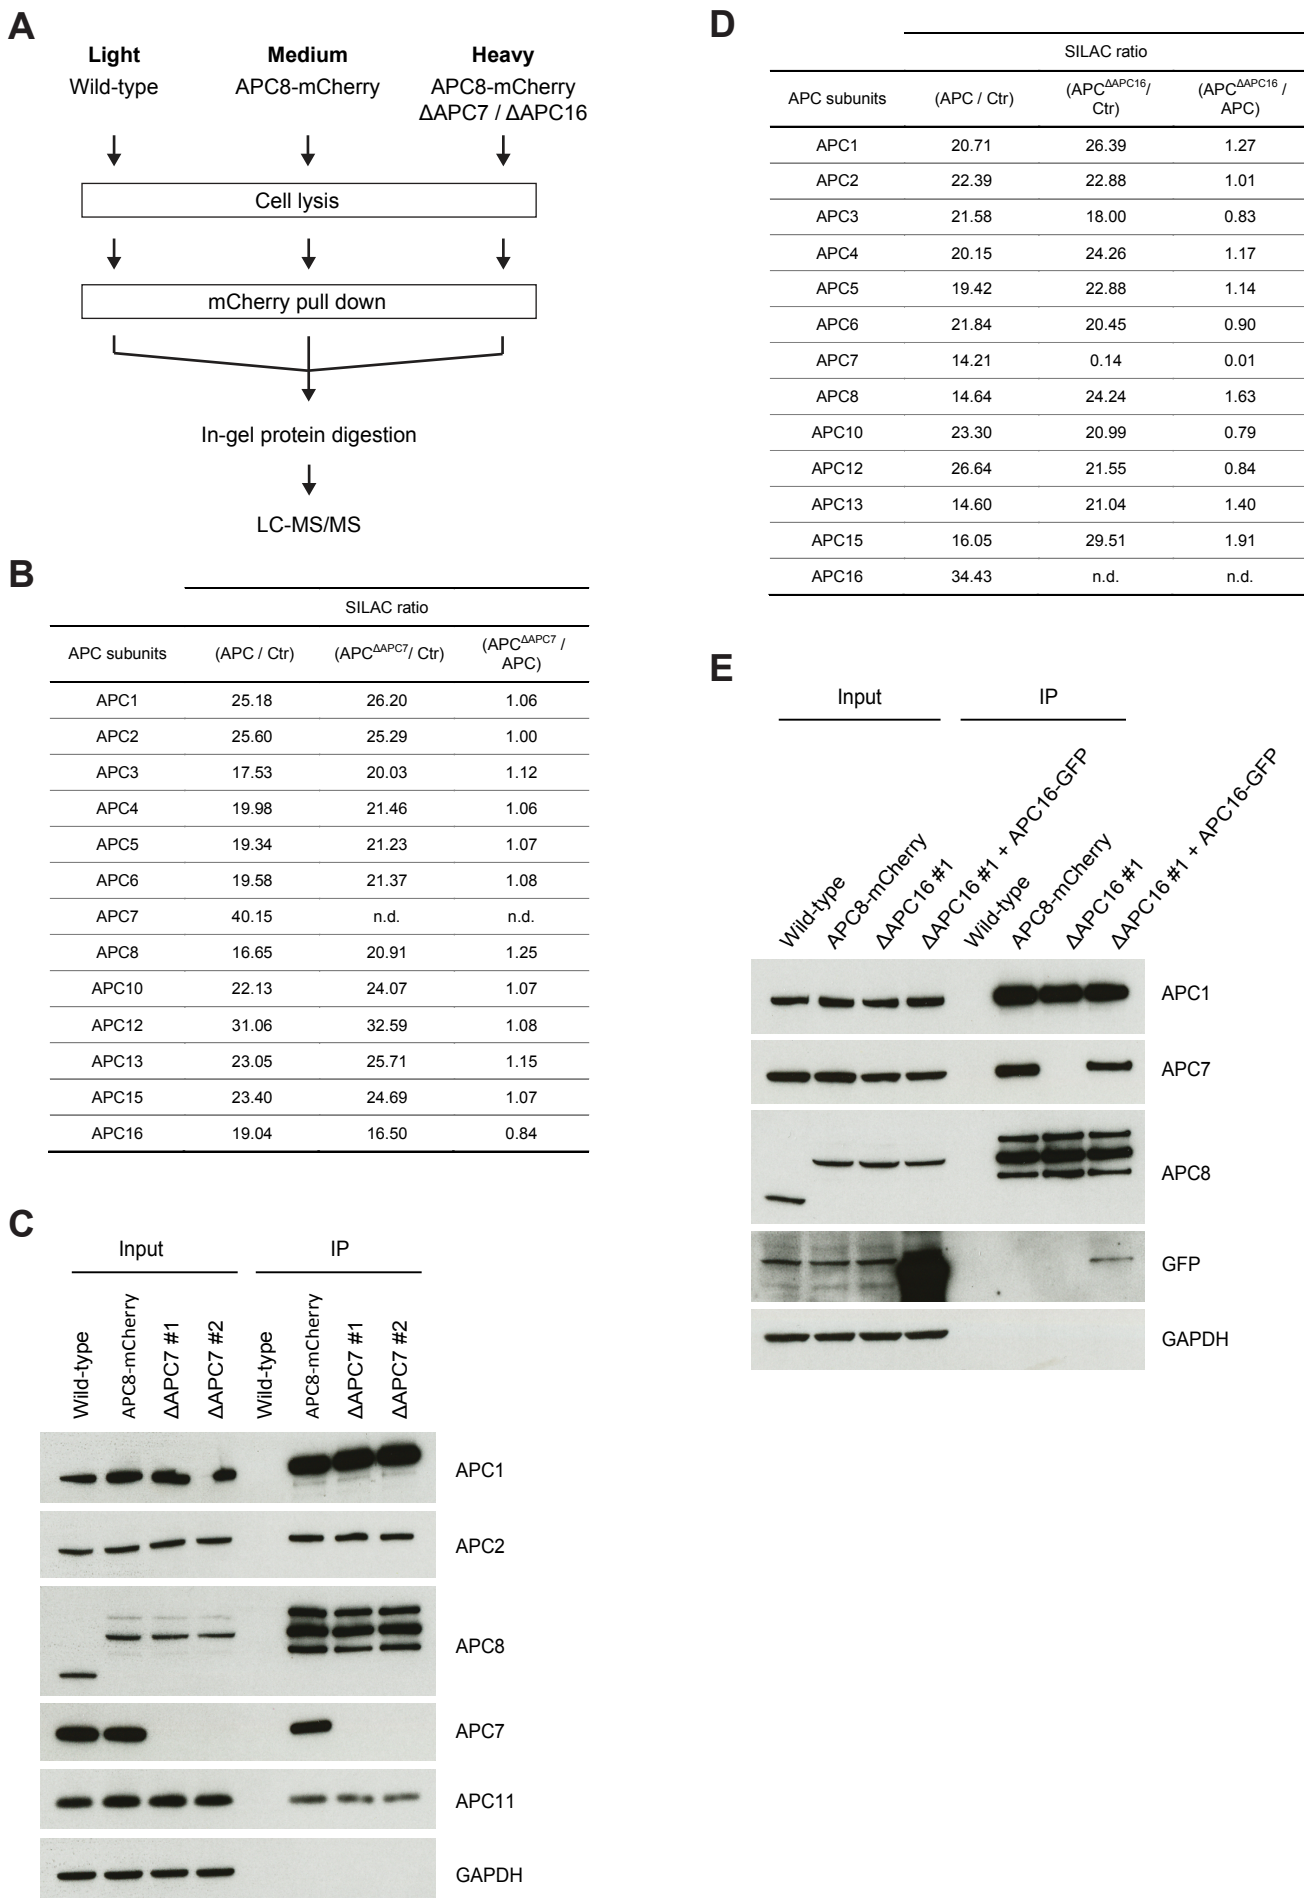 A
Light
Medium
Heavy
Wild-type
APC8-mCherry
APC8-mCherry
ΔAPC7 / ΔAPC16
Cell lysis
mCherry pull down
In-gel protein digestion
LC-MS/MS
B
SILAC ratio
APC subunits (APC / Ctr) (APC^ΔAPC7/ Ctr) (APC^ΔAPC7 / APC)
APC1 25.18 26.20 1.06
APC2 25.60 25.29 1.00
APC3 17.53 20.03 1.12
APC4 19.98 21.46 1.06
APC5 19.34 21.23 1.07
APC6 19.58 21.37 1.08
APC7 40.15 n.d. n.d.
APC8 16.65 20.91 1.25
APC10 22.13 24.07 1.07
APC12 31.06 32.59 1.08
APC13 23.05 25.71 1.15
APC15 23.40 24.69 1.07
APC16 19.04 16.50 0.84
C
Input IP
Wild-type
APC8-mCherry
ΔAPC7 #1
ΔAPC7 #2
Wild-type
APC8-mCherry
ΔAPC7 #1
ΔAPC7 #2
APC1
APC2
APC8
APC7
APC11
GAPDH
D
SILAC ratio
APC subunits (APC / Ctr) (APC^ΔAPC16/ Ctr) (APC^ΔAPC16 / APC)
APC1 20.71 26.39 1.27
APC2 22.39 22.88 1.01
APC3 21.58 18.00 0.83
APC4 20.15 24.26 1.17
APC5 19.42 22.88 1.14
APC6 21.84 20.45 0.90
APC7 14.21 0.14 0.01
APC8 14.64 24.24 1.63
APC10 23.30 20.99 0.79
APC12 26.64 21.55 0.84
APC13 14.60 21.04 1.40
APC15 16.05 29.51 1.91
APC16 34.43 n.d. n.d.
E
Input IP
Wild-type
APC8-mCherry
ΔAPC16 #1
ΔAPC16 #1 + APC16-GFP
Wild-type
APC8-mCherry
ΔAPC16 #1
ΔAPC16 #1 + APC16-GFP
APC1
APC7
APC8
GFP
GAPDH